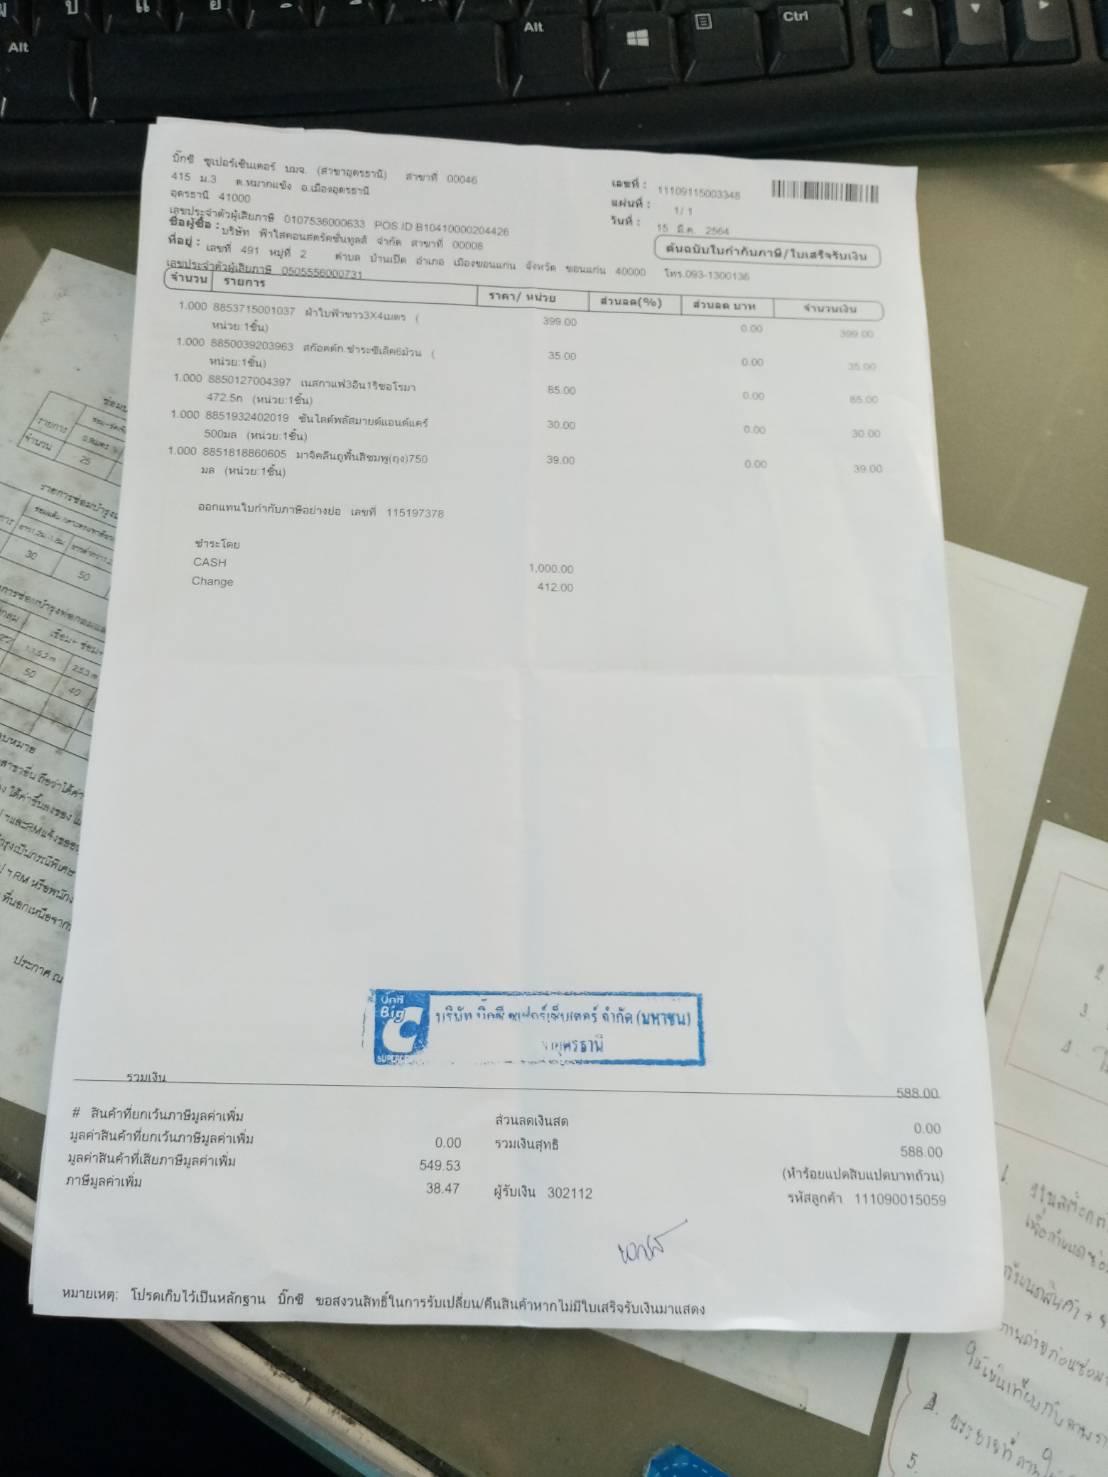 Alt
Alt
Ctrl
บิ๊กซี ซูเปอร์เซ็นเตอร์ บมจ. (สาขาอุดรธานี) สาขาที่ 00046
415 ม.3 ต.หมากแข้ง อ.เมืองอุดรธานี
อุดรธานี 41000
เลขประจำตัวผู้เสียภาษี 0107536000633 POS ID B10410000204426
เลขที่ : 11109115003348
แผ่นที่ : 1/ 1
วันที่ : 15 มี.ค. 2564
ต้นฉบับใบกำกับภาษี/ใบเสร็จรับเงิน
ชื่อผู้ซื้อ : บริษัท ฟ้าใสคอนสตรัคชั่นทูลส์ จำกัด สาขาที่ 00008
ที่อยู่ : เลขที่ 491 หมู่ที่ 2 ตำบล บ้านเป็ด อำเภอ เมืองขอนแก่น จังหวัด ขอนแก่น 40000 โทร.093-1300136
เลขประจำตัวผู้เสียภาษี 0505556000731
จำนวน รายการ ราคา/ หน่วย ส่วนลด(%) ส่วนลด บาท จำนวนเงิน
1.000 8853715001037 ผ้าใบฟ้าขาว3X4เมตร ( 399.00 0.00 399.00
หน่วย:1ชิ้น)
1.000 8850039203963 สก๊อตต์ก.ชำระซีเล็ค6ม้วน ( 35.00 0.00 35.00
หน่วย:1ชิ้น)
1.000 8850127004397 เนสกาแฟ3อิน1ริชอโรมา 85.00 0.00 85.00
472.5ก (หน่วย:1ชิ้น)
1.000 8851932402019 ซันไลต์พลัสมายด์แอนด์แคร์ 30.00 0.00 30.00
500มล (หน่วย:1ชิ้น)
1.000 8851818860605 มาจิคลีนถูพื้นสีชมพู(ถุง)750 39.00 0.00 39.00
มล (หน่วย:1ชิ้น)
ออกแทนใบกำกับภาษีอย่างย่อ เลขที่ 115197378
ชำระโดย
CASH 1,000.00
Change 412.00
บิ๊กซี
Big C
SUPERCENTER
บริษัท บิ๊กซี ซูเปอร์เซ็นเตอร์ จำกัด (มหาชน)
อุดรธานี
รวมเงิน 588.00
# สินค้าที่ยกเว้นภาษีมูลค่าเพิ่ม ส่วนลดเงินสด 0.00
มูลค่าสินค้าที่ยกเว้นภาษีมูลค่าเพิ่ม 0.00 รวมเงินสุทธิ 588.00
มูลค่าสินค้าที่เสียภาษีมูลค่าเพิ่ม 549.53 (ห้าร้อยแปดสิบแปดบาทถ้วน)
ภาษีมูลค่าเพิ่ม 38.47 ผู้รับเงิน 302112 รหัสลูกค้า 111090015059
หมายเหตุ: โปรดเก็บไว้เป็นหลักฐาน บิ๊กซี ขอสงวนสิทธิ์ในการรับเปลี่ยน/คืนสินค้าหากไม่มีใบเสร็จรับเงินมาแสดง
รายการ
จำนวน 25
30 50
50 40
ประกาศ ณ